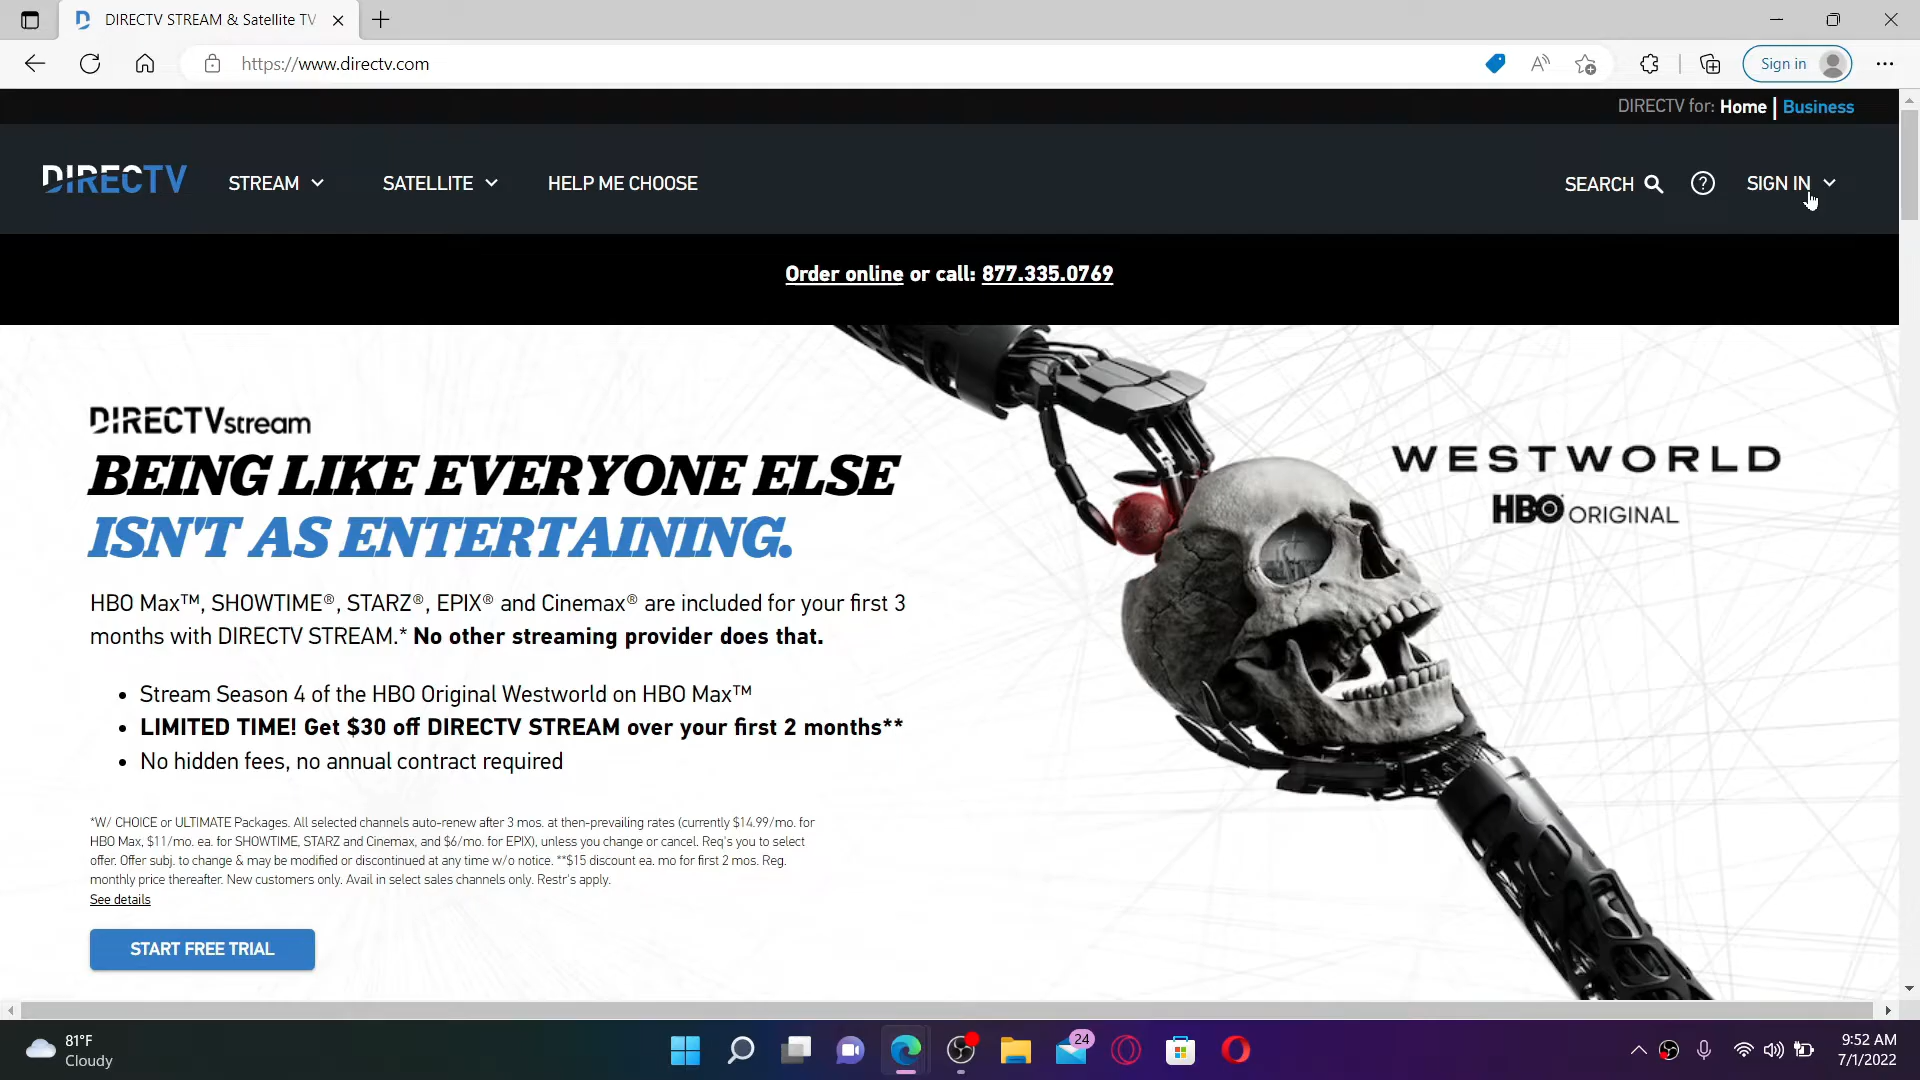 DIRECTV STREAM & Satellite TV
https://www.directv.com
Sign in
DIRECTV for: Home | Business
DIRECTV
STREAM
SATELLITE
HELP ME CHOOSE
SEARCH
SIGN IN
Order online or call: 877.335.0769
DIRECTV stream
BEING LIKE EVERYONE ELSE
ISN'T AS ENTERTAINING.
HBO Max™, SHOWTIME®, STARZ®, EPIX® and Cinemax® are included for your first 3
months with DIRECTV STREAM.* No other streaming provider does that.
• Stream Season 4 of the HBO Original Westworld on HBO Max™
• LIMITED TIME! Get $30 off DIRECTV STREAM over your first 2 months**
• No hidden fees, no annual contract required
*W/ CHOICE or ULTIMATE Packages. All selected channels auto-renew after 3 mos. at then-prevailing rates (currently $14.99/mo. for
HBO Max, $11/mo. ea. for SHOWTIME, STARZ and Cinemax, and $6/mo. for EPIX), unless you change or cancel. Req's you to select
offer. Offer subj. to change & may be modified or discontinued at any time w/o notice. **$15 discount ea. mo for first 2 mos. Reg.
monthly price thereafter. New customers only. Avail in select sales channels only. Restr's apply.
See details
START FREE TRIAL
WESTWORLD
HBO ORIGINAL
81°F
Cloudy
24
9:52 AM
7/1/2022